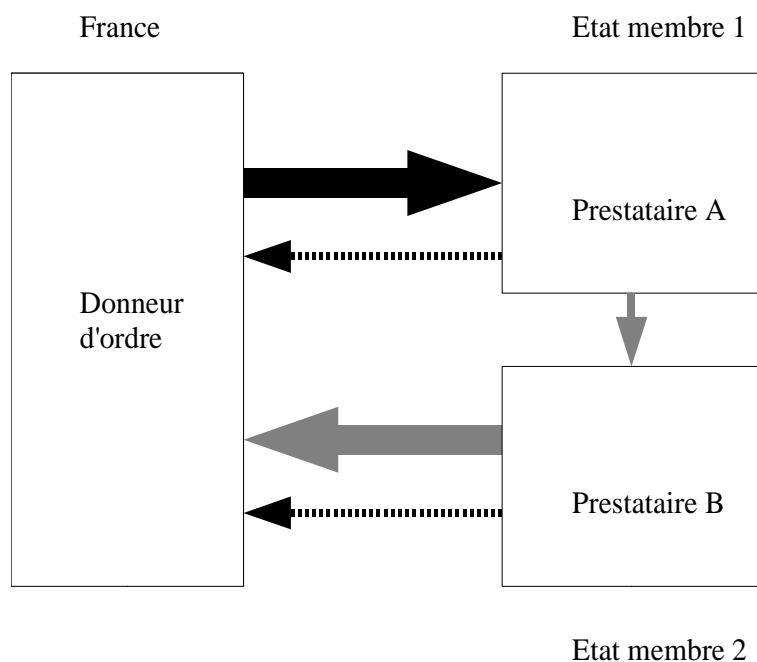 France
Etat membre 1
Prestataire A
Donneur
d'ordre
Prestataire B
Etat membre 2